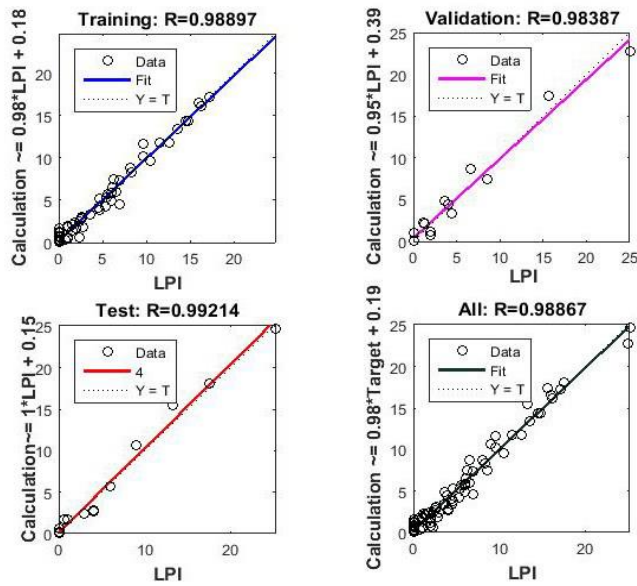 Training: R=0.98897
Calculation ~= 0.98*LPI + 0.18
Data
Fit
Y = T
20
15
10
5
0
0 5 10 15 20
LPI
Validation: R=0.98387
Calculation ~= 0.95*LPI + 0.39
Data
Fit
Y = T
25
20
15
10
5
0
0 5 10 15 20 25
LPI
Test: R=0.99214
Calculation~= 1*LPI + 0.15
Data
4
Y = T
25
20
15
10
5
0
0 10 20
LPI
All: R=0.98867
Calculation ~= 0.98*Target + 0.19
Data
Fit
Y = T
25
20
15
10
5
0
0 10 20
LPI